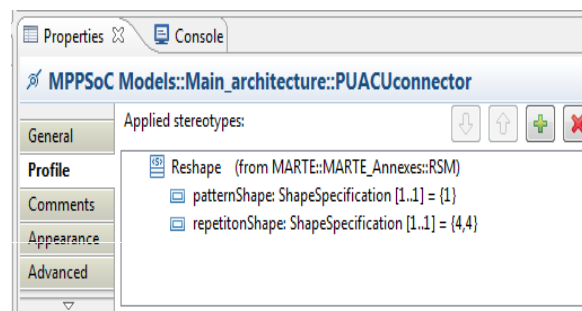 Properties Console
MPPSoC Models::Main_architecture::PUACUconnector
General
Applied stereotypes:
Profile
Reshape (from MARTE::MARTE_Annexes::RSM)
Comments
patternShape: ShapeSpecification [1..1] = {1}
Appearance
repetitonShape: ShapeSpecification [1..1] = {4,4}
Advanced